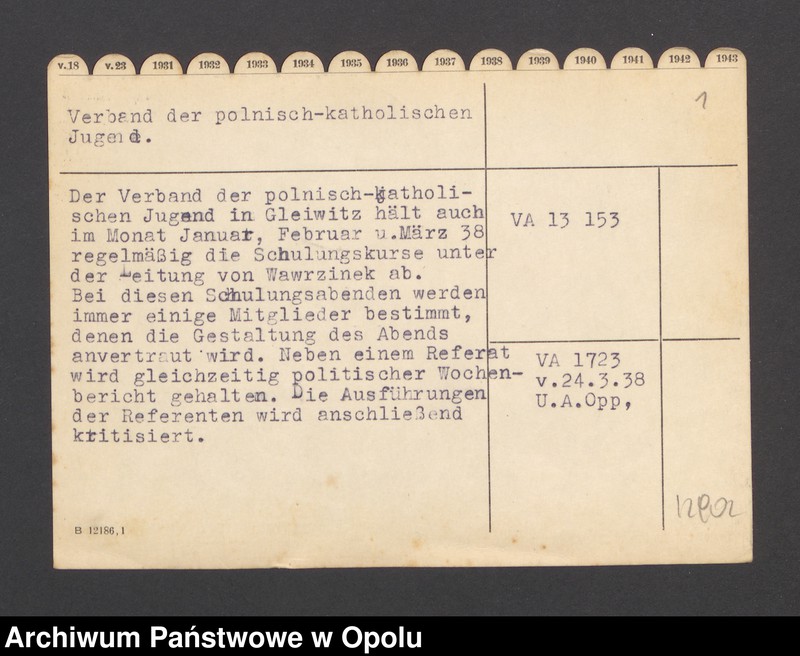 v.18 v.23 1931 1932 1933 1934 1935 1936 1937 1938 1939 1940 1941 1942 1943
1
Verband der polnisch-katholischen
Jugend.
Der Verband der polnisch-katholi-
schen Jugend in Gleiwitz hält auch
im Monat Januar, Februar u.März 38
regelmäßig die Schulungskurse unter
der Leitung von Wawrzinek ab.
Bei diesen Schulungsabenden werden
immer einige Mitglieder bestimmt,
denen die Gestaltung des Abends
anvertraut wird. Neben einem Referat
wird gleichzeitig politischer Wochen-
bericht gehalten. Die Ausführungen
der Referenten wird anschließend
kritisiert.
VA 13 153
VA 1723
v.24.3.38
U.A.Opp,
B 12186,1
Archiwum Państwowe w Opolu